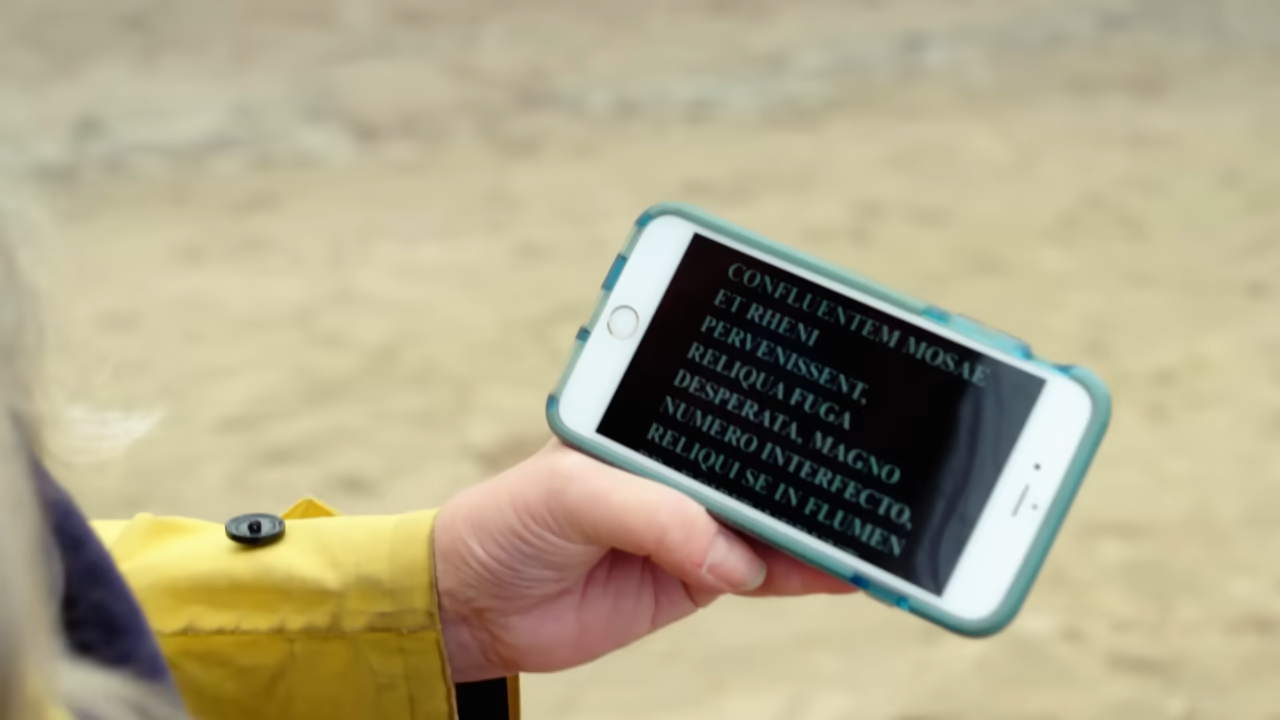 CONFLUENTEM MOSAE
ET RHENI
PERVENISSENT,
RELIQUA FUGA
DESPERATA, MAGNO
NUMERO INTERFECTO,
RELIQUI SE IN FLUMEN